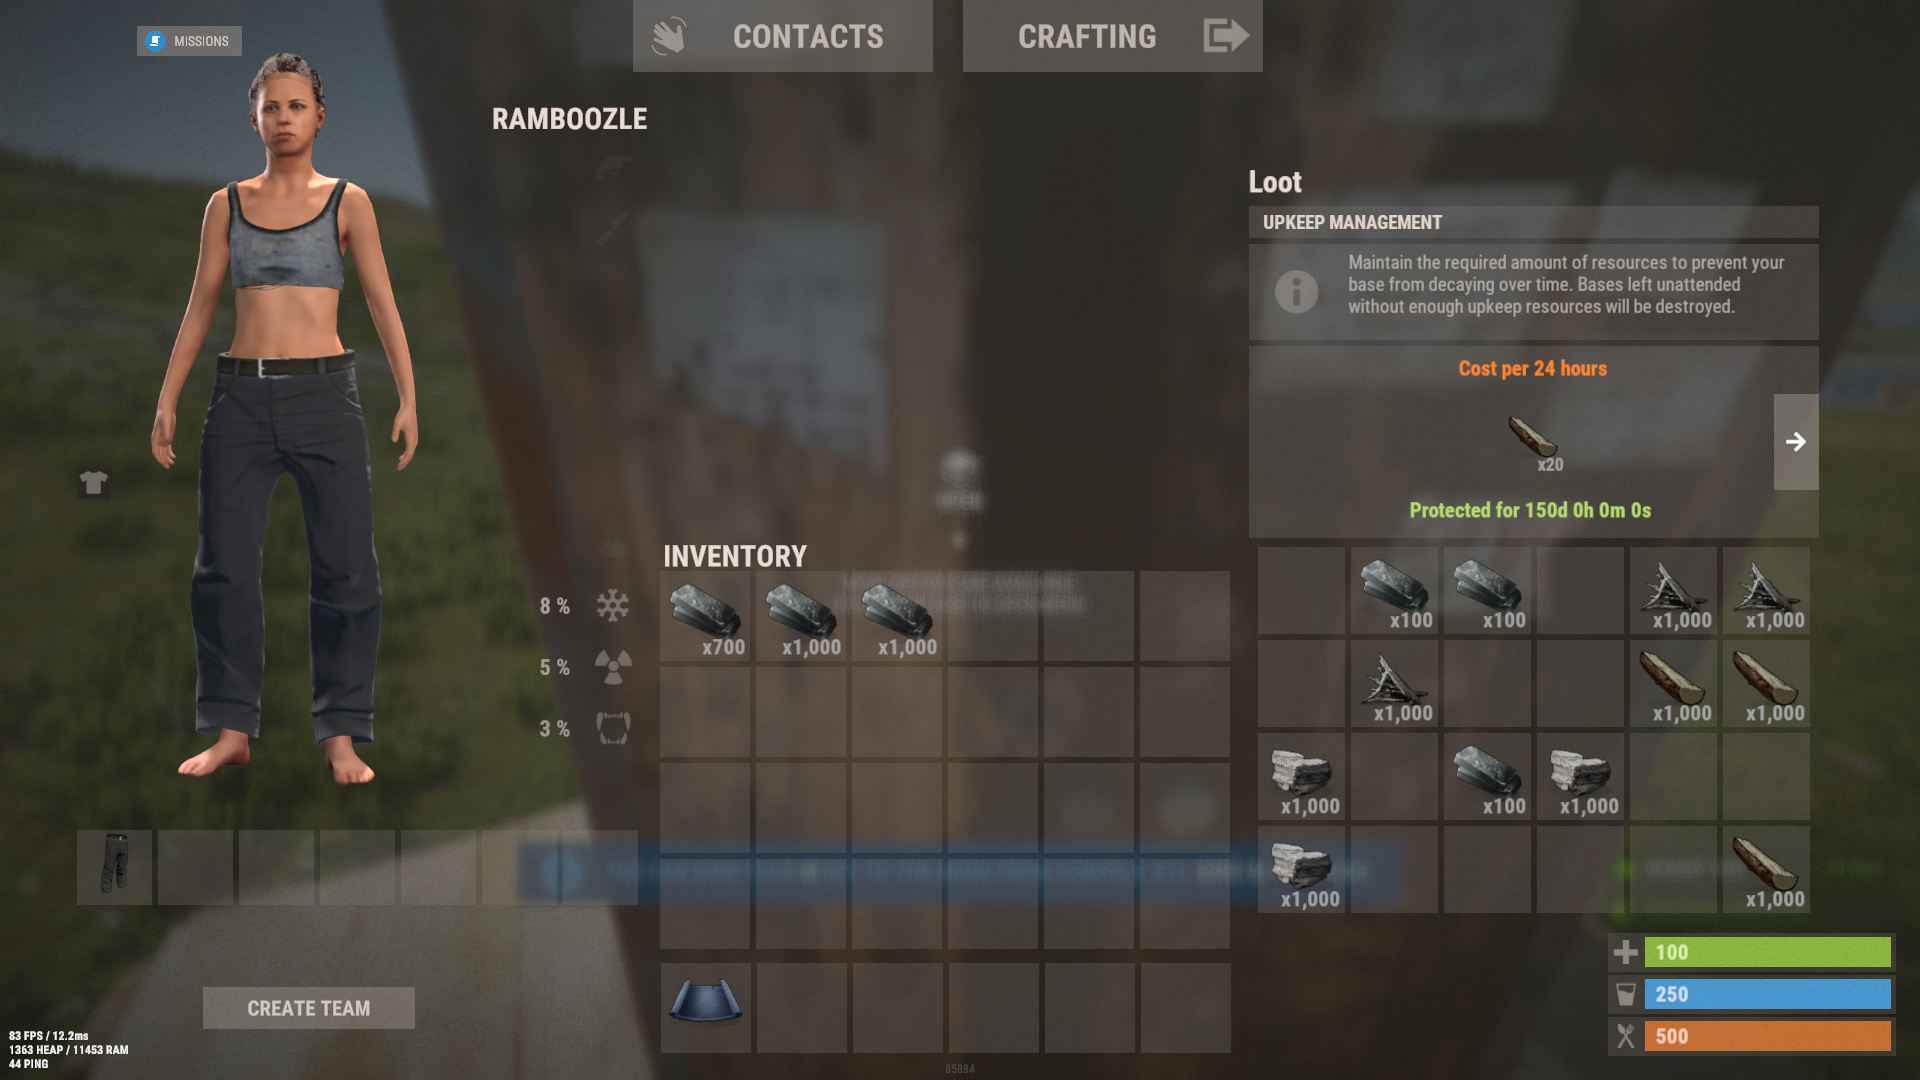 MISSIONS
CONTACTS
CRAFTING
RAMBOOZLE
Loot
UPKEEP MANAGEMENT
Maintain the required amount of resources to prevent your
base from decaying over time. Bases left unattended
without enough upkeep resources will be destroyed.
Cost per 24 hours
x20
Protected for 150d 0h 0m 0s
OPEN
INVENTORY
8 %
5 %
3 %
x700
x1,000
x1,000
x100
x100
x1,000
x1,000
x1,000
x1,000
x1,000
x1,000
x100
x1,000
x1,000
x1,000
100
250
500
CREATE TEAM
83 FPS / 12.2ms
1363 HEAP / 11453 RAM
44 PING
85884